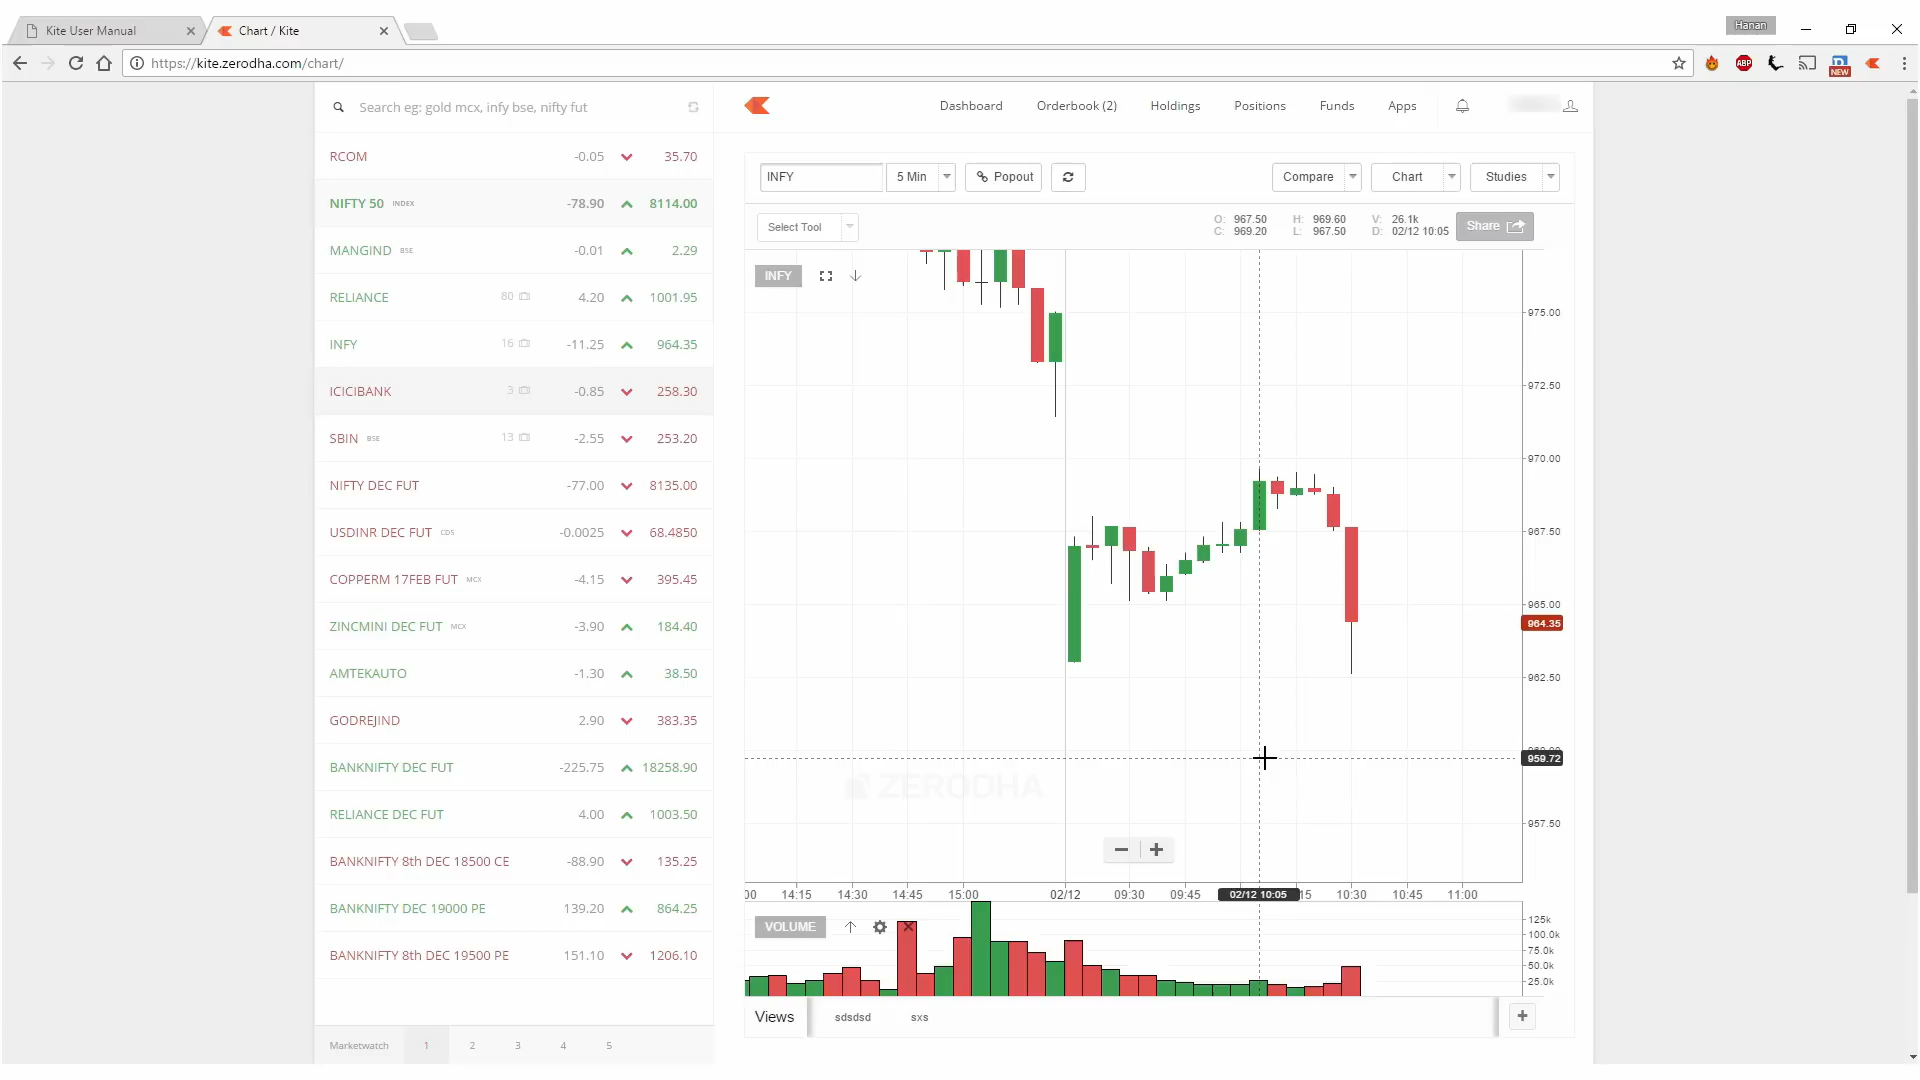 Kite User Manual
Chart / Kite
Hanan
https://kite.zerodha.com/chart/
ABP
NEW
Search eg: gold mcx, infy bse, nifty fut
Dashboard
Orderbook (2)
Holdings
Positions
Funds
Apps
RCOM -0.05 35.70
NIFTY 50 INDEX -78.90 8114.00
MANGIND BSE -0.01 2.29
RELIANCE 80 4.20 1001.95
INFY 16 -11.25 964.35
ICICIBANK 3 -0.85 258.30
SBIN BSE 13 -2.55 253.20
NIFTY DEC FUT -77.00 8135.00
USDINR DEC FUT CDS -0.0025 68.4850
COPPERM 17FEB FUT MCX -4.15 395.45
ZINCMINI DEC FUT MCX -3.90 184.40
AMTEKAUTO -1.30 38.50
GODREJIND 2.90 383.35
BANKNIFTY DEC FUT -225.75 18258.90
RELIANCE DEC FUT 4.00 1003.50
BANKNIFTY 8th DEC 18500 CE -88.90 135.25
BANKNIFTY DEC 19000 PE 139.20 864.25
BANKNIFTY 8th DEC 19500 PE 151.10 1206.10
Marketwatch 1 2 3 4 5
INFY
5 Min
Popout
Compare
Chart
Studies
Select Tool
O: 967.50 H: 969.60 V: 26.1k
C: 969.20 L: 967.50 D: 02/12 10:05
Share
INFY
975.00
972.50
970.00
967.50
965.00
964.35
962.50
959.72
957.50
ZERODHA
00 14:15 14:30 14:45 15:00 02/12 09:30 09:45 02/12 10:05 15 10:30 10:45 11:00
VOLUME
125k
100.0k
75.0k
50.0k
25.0k
Views
sdsdsd
sxs